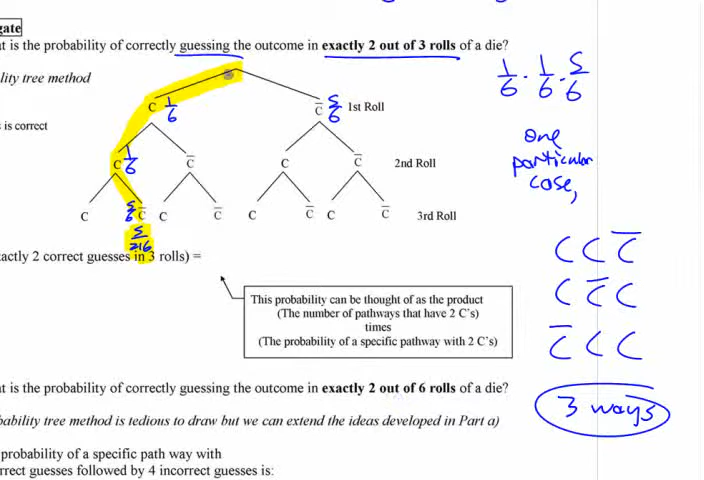 gate
t is the probability of correctly guessing the outcome in exactly 2 out of 3 rolls of a die?
lity tree method
1/6 · 1/6 · 5/6
C 1/6 C̅ 5/6 1st Roll
s is correct
one
particular
case,
C 1/6 C̅ C C̅ 2nd Roll
C 5/6 C̅ C C̅ C C̅ C C̅ 3rd Roll
5/216
C C C̅
actly 2 correct guesses in 3 rolls) =
C C̅ C
This probability can be thought of as the product
(The number of pathways that have 2 C's)
times
(The probability of a specific pathway with 2 C's)
C̅ C C
t is the probability of correctly guessing the outcome in exactly 2 out of 6 rolls of a die?
3 ways
bability tree method is tedious to draw but we can extend the ideas developed in Part a)
probability of a specific path way with
rrect guesses followed by 4 incorrect guesses is: